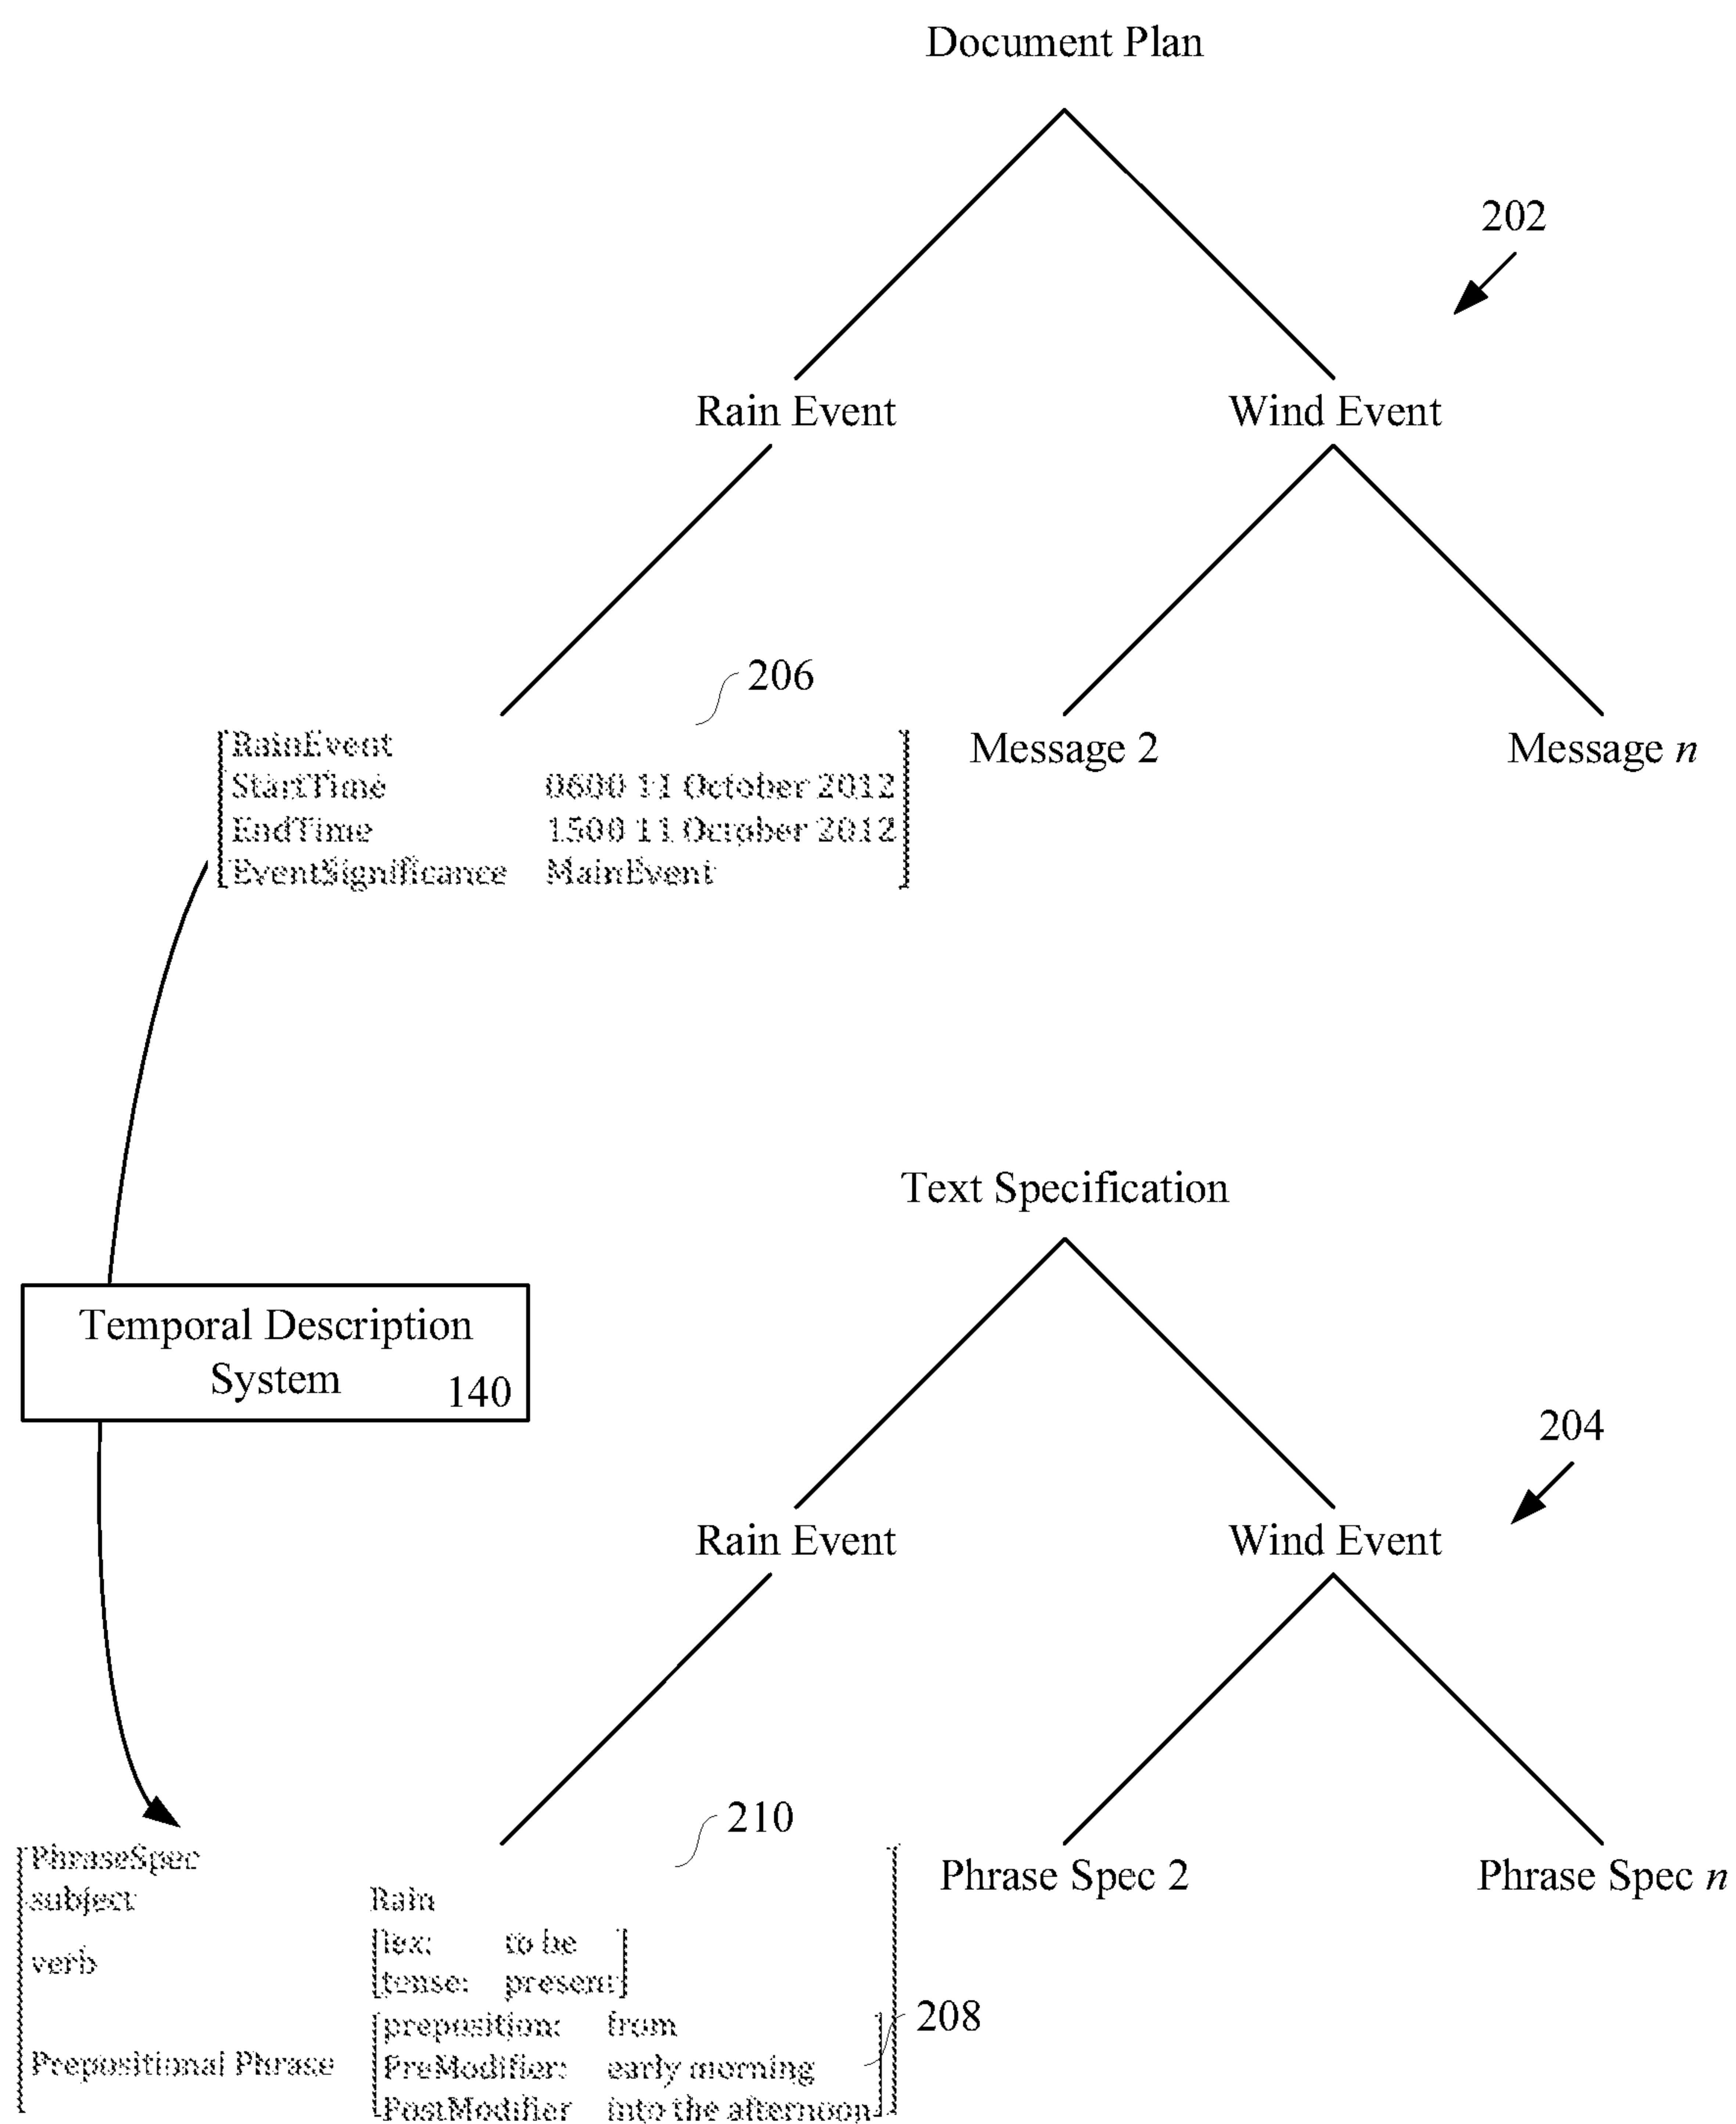 Document Plan
202
Rain Event
Wind Event
206
RainEvent
StartTime 0600 11 October 2012
EndTime 1500 11 October 2012
EventSignificance MainEvent
Message 2
Message n
Text Specification
Temporal Description
System 140
204
Rain Event
Wind Event
210
PhraseSpec
subject Rain
verb
lex: to be
tense: present
Phrase Spec 2
Phrase Spec n
208
Prepositional Phrase
preposition: from
PreModifier: early morning
PostModifier into the afternoon